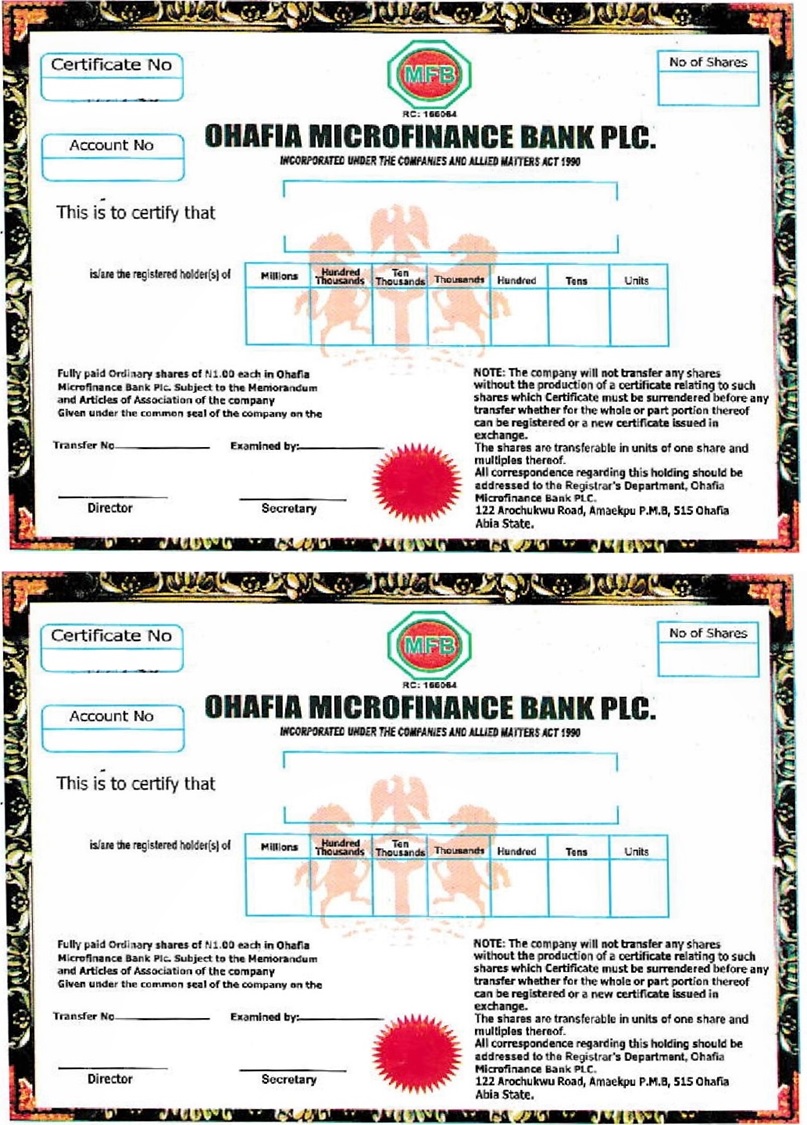 Certificate No
MFB
No of Shares
RC: 166064
Account No
OHAFIA MICROFINANCE BANK PLC.
INCORPORATED UNDER THE COMPANIES AND ALLIED MATTERS ACT 1990
This is to certify that
is/are the registered holder(s) of
Millions
Hundred Thousands
Ten Thousands
Thousands
Hundred
Tens
Units
Fully paid Ordinary shares of ₦1.00 each in Ohafia
Microfinance Bank Plc. Subject to the Memorandum
and Articles of Association of the company
Given under the common seal of the company on the
Transfer No
Examined by:
Director
Secretary
NOTE: The company will not transfer any shares
without the production of a certificate relating to such
shares which Certificate must be surrendered before any
transfer whether for the whole or part portion thereof
can be registered or a new certificate issued in
exchange.
The shares are transferable in units of one share and
multiples thereof.
All correspondence regarding this holding should be
addressed to the Registrar's Department, Ohafia
Microfinance Bank PLC.
122 Arochukwu Road, Amaekpu P.M.B, 515 Ohafia
Abia State.
Certificate No
MFB
No of Shares
RC: 166064
Account No
OHAFIA MICROFINANCE BANK PLC.
INCORPORATED UNDER THE COMPANIES AND ALLIED MATTERS ACT 1990
This is to certify that
is/are the registered holder(s) of
Millions
Hundred Thousands
Ten Thousands
Thousands
Hundred
Tens
Units
Fully paid Ordinary shares of ₦1.00 each in Ohafia
Microfinance Bank Plc. Subject to the Memorandum
and Articles of Association of the company
Given under the common seal of the company on the
Transfer No
Examined by:
Director
Secretary
NOTE: The company will not transfer any shares
without the production of a certificate relating to such
shares which Certificate must be surrendered before any
transfer whether for the whole or part portion thereof
can be registered or a new certificate issued in
exchange.
The shares are transferable in units of one share and
multiples thereof.
All correspondence regarding this holding should be
addressed to the Registrar's Department, Ohafia
Microfinance Bank PLC.
122 Arochukwu Road, Amaekpu P.M.B, 515 Ohafia
Abia State.